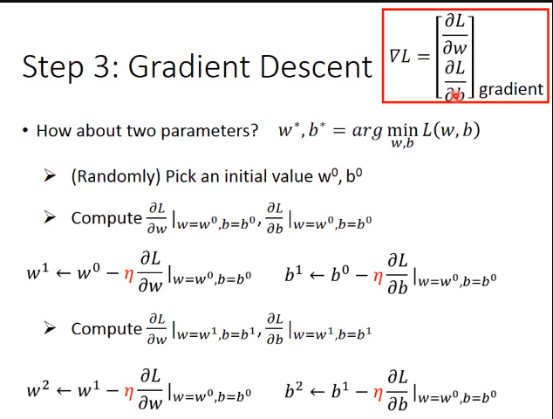 Step 3: Gradient Descent
∇L = [∂L/∂w ∂L/∂b] gradient
• How about two parameters? w*, b* = arg min_{w,b} L(w, b)
➤ (Randomly) Pick an initial value w⁰, b⁰
➤ Compute ∂L/∂w |w=w⁰,b=b⁰, ∂L/∂b |w=w⁰,b=b⁰
w¹ ← w⁰ − η ∂L/∂w |w=w⁰,b=b⁰ b¹ ← b⁰ − η ∂L/∂b |w=w⁰,b=b⁰
➤ Compute ∂L/∂w |w=w¹,b=b¹, ∂L/∂b |w=w¹,b=b¹
w² ← w¹ − η ∂L/∂w |w=w⁰,b=b⁰ b² ← b¹ − η ∂L/∂b |w=w⁰,b=b⁰